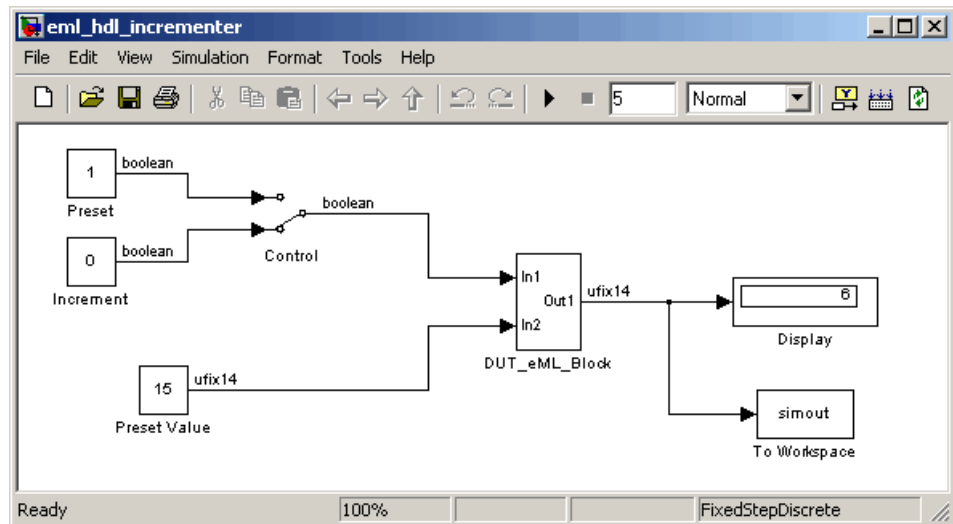 eml_hdl_incrementer
File Edit View Simulation Format Tools Help
5 Normal
1
boolean
Preset
boolean
Control
0
boolean
Increment
In1
Out1
In2
ufix14
DUT_eML_Block
6
Display
15
ufix14
Preset Value
simout
To Workspace
Ready 100% FixedStepDiscrete